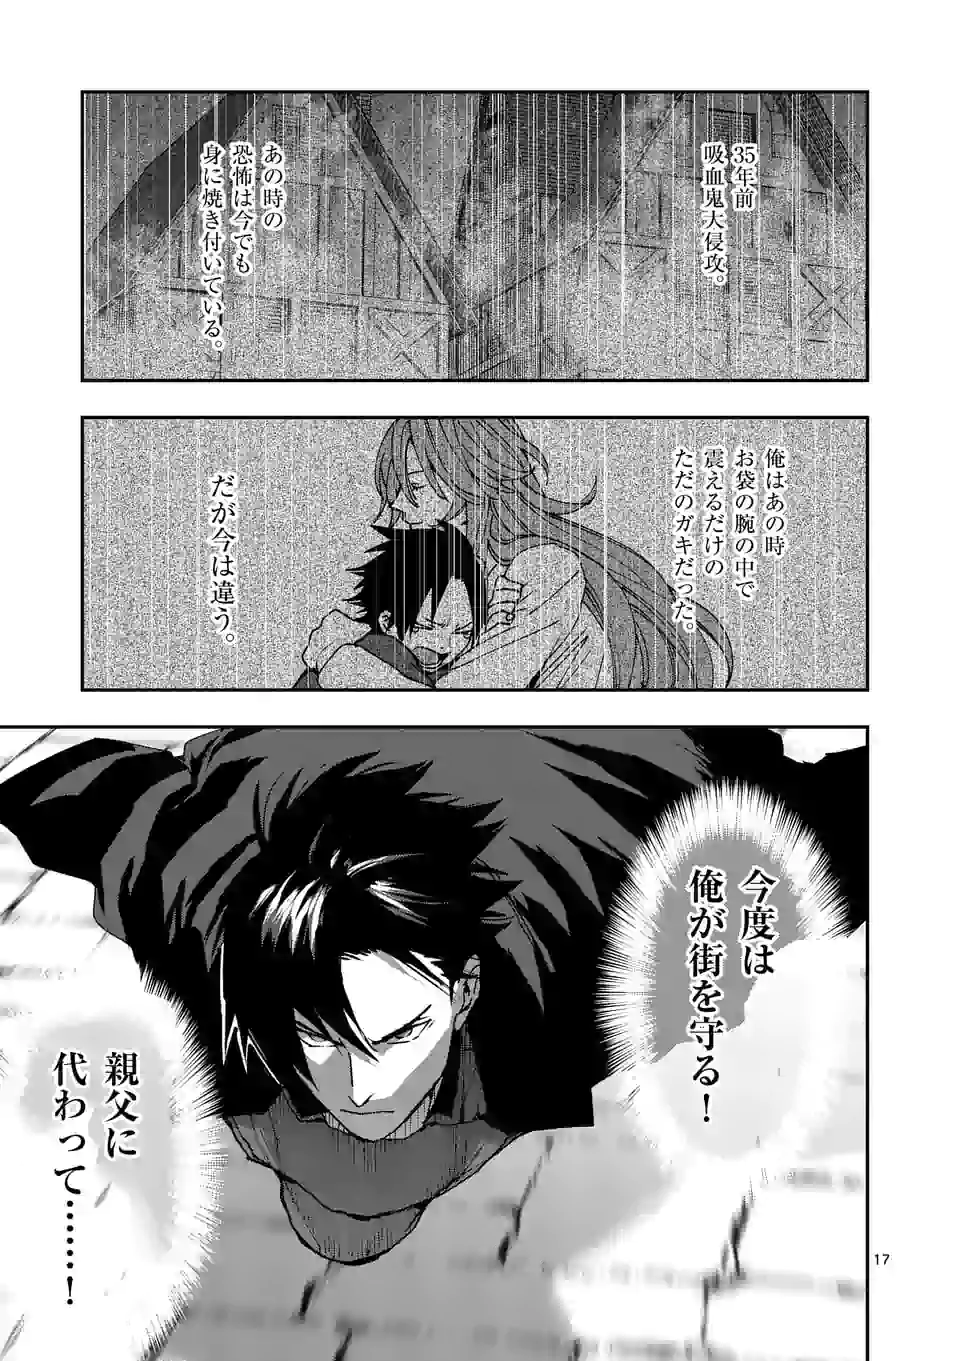 35年前
吸血鬼大侵攻。
あの時の
恐怖は今でも
身に焼き付いている。
俺はあの時
お袋の腕の中で
震えるだけの
ただのガキだった。
だが今は違う。
今度は
俺が街を守る！
親父に
代わって………！
17